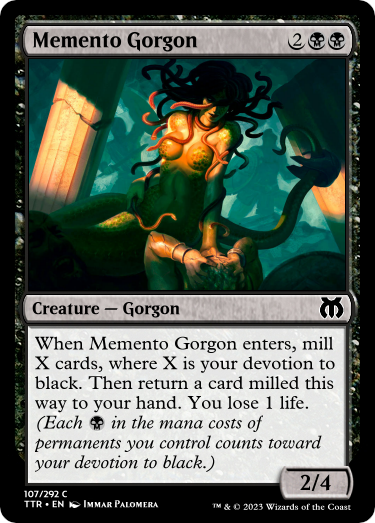 Memento Gorgon 2
Creature — Gorgon
When Memento Gorgon enters, mill
X cards, where X is your devotion to
black. Then return a card milled this
way to your hand. You lose 1 life.
(Each in the mana costs of
permanents you control counts toward
your devotion to black.)
2/4
107/292 C
TTR • EN Immar Palomera
™ & © 2023 Wizards of the Coast